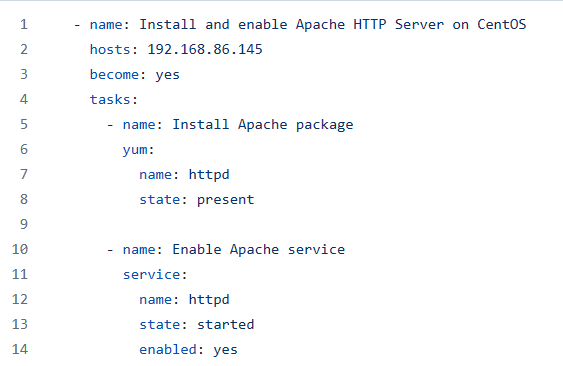 1 - name: Install and enable Apache HTTP Server on CentOS
2 hosts: 192.168.86.145
3 become: yes
4 tasks:
5 - name: Install Apache package
6 yum:
7 name: httpd
8 state: present
9
10 - name: Enable Apache service
11 service:
12 name: httpd
13 state: started
14 enabled: yes